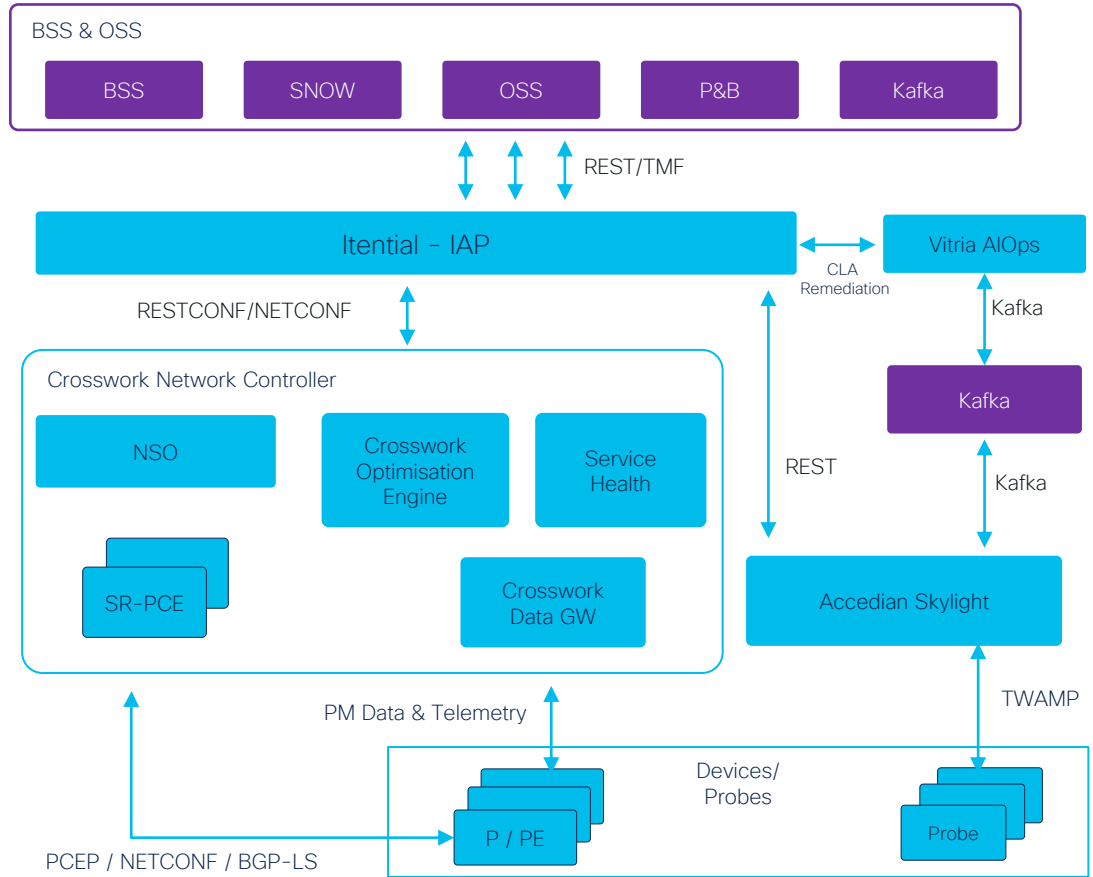 BSS & OSS
BSS
SNOW
OSS
P&B
Kafka
REST/TMF
Itential - IAP
Vitria AIOps
CLA
Remediation
RESTCONF/NETCONF
Kafka
Crosswork Network Controller
Kafka
NSO
Crosswork
Optimisation
Engine
Service
Health
REST
Kafka
SR-PCE
Crosswork
Data GW
Accedian Skylight
PM Data & Telemetry
TWAMP
Devices/
Probes
P / PE
Probe
PCEP / NETCONF / BGP-LS